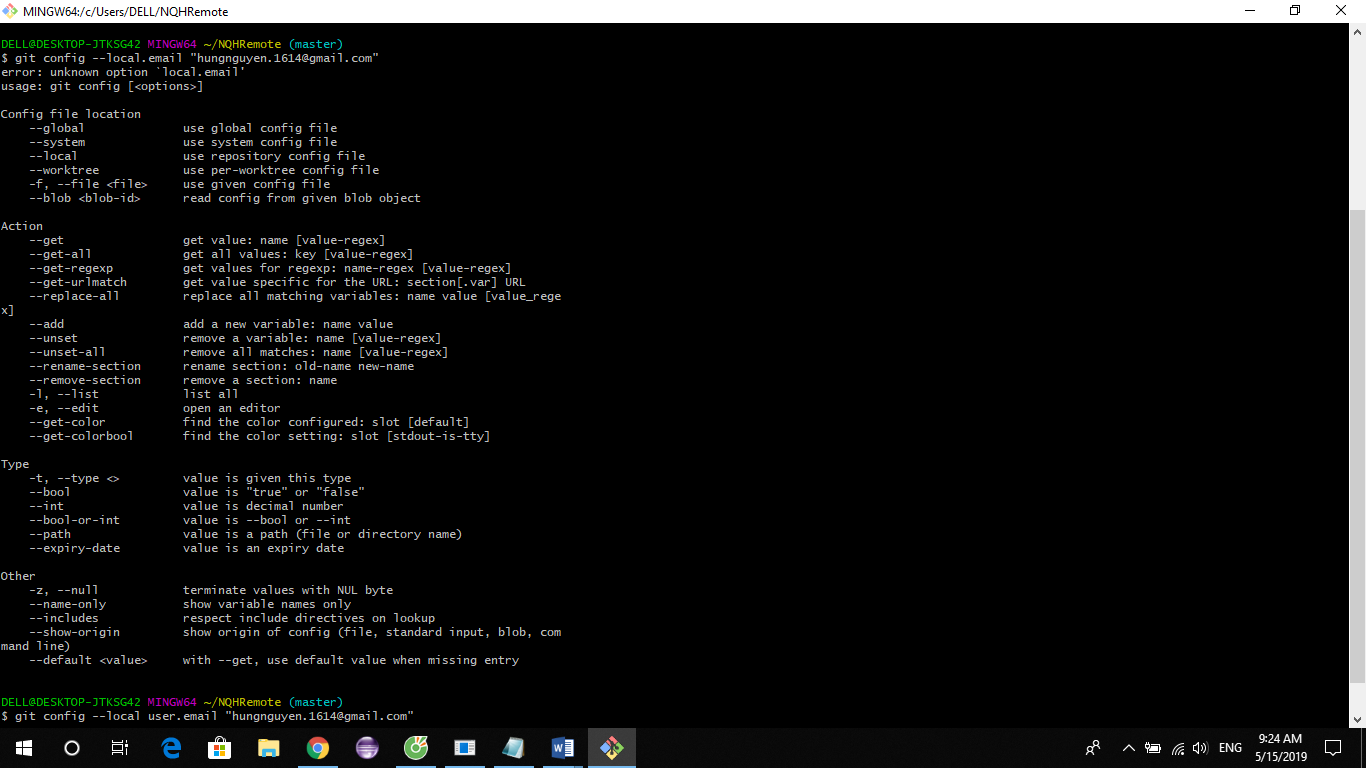 MINGW64:/c/Users/DELL/NQHRemote
DELL@DESKTOP-JTKSG42 MINGW64 ~/NQHRemote (master)
$ git config --local.email "hungnguyen.1614@gmail.com"
error: unknown option `local.email'
usage: git config [<options>]
Config file location
--global use global config file
--system use system config file
--local use repository config file
--worktree use per-worktree config file
-f, --file <file> use given config file
--blob <blob-id> read config from given blob object
Action
--get get value: name [value-regex]
--get-all get all values: key [value-regex]
--get-regexp get values for regexp: name-regex [value-regex]
--get-urlmatch get value specific for the URL: section[.var] URL
--replace-all replace all matching variables: name value [value_rege
x]
--add add a new variable: name value
--unset remove a variable: name [value-regex]
--unset-all remove all matches: name [value-regex]
--rename-section rename section: old-name new-name
--remove-section remove a section: name
-l, --list list all
-e, --edit open an editor
--get-color find the color configured: slot [default]
--get-colorbool find the color setting: slot [stdout-is-tty]
Type
-t, --type <> value is given this type
--bool value is "true" or "false"
--int value is decimal number
--bool-or-int value is --bool or --int
--path value is a path (file or directory name)
--expiry-date value is an expiry date
Other
-z, --null terminate values with NUL byte
--name-only show variable names only
--includes respect include directives on lookup
--show-origin show origin of config (file, standard input, blob, com
mand line)
--default <value> with --get, use default value when missing entry
DELL@DESKTOP-JTKSG42 MINGW64 ~/NQHRemote (master)
$ git config --local user.email "hungnguyen.1614@gmail.com"
ENG
9:24 AM
5/15/2019